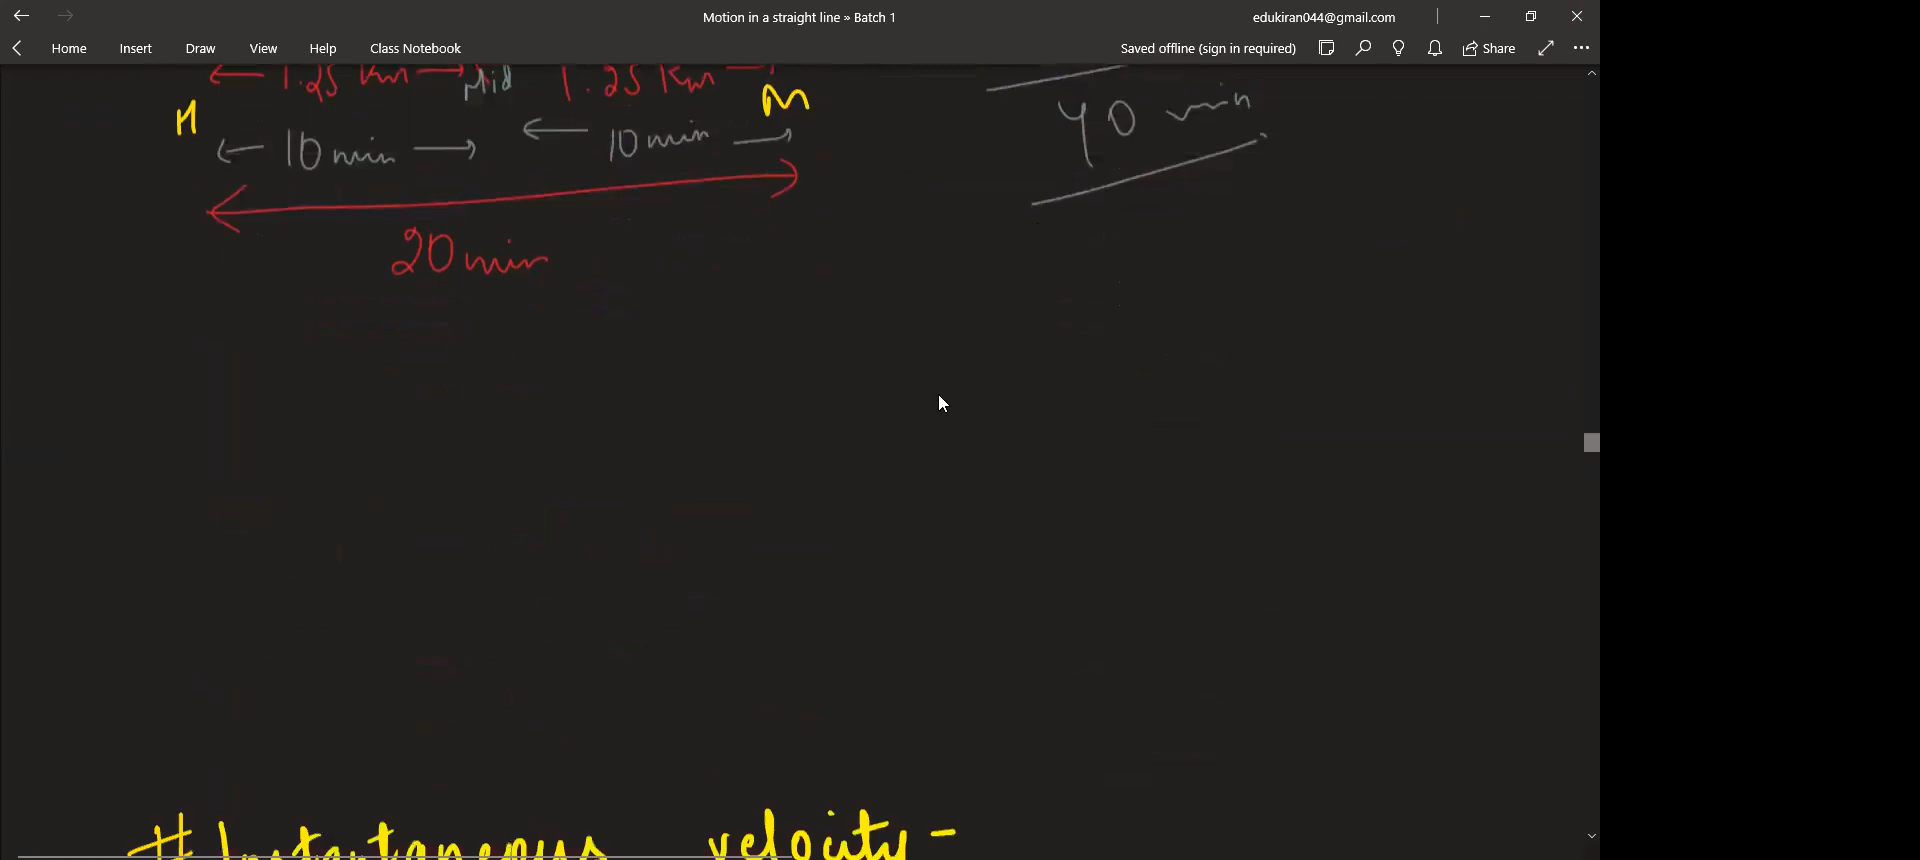 Motion in a straight line » Batch 1
edukiran044@gmail.com
Home Insert Draw View Help Class Notebook
Saved offline (sign in required)
Share
1.25 Km Mid 1.25 Km
H M
10 min 10 min
40 min
20 min
# Instantaneous velocity -